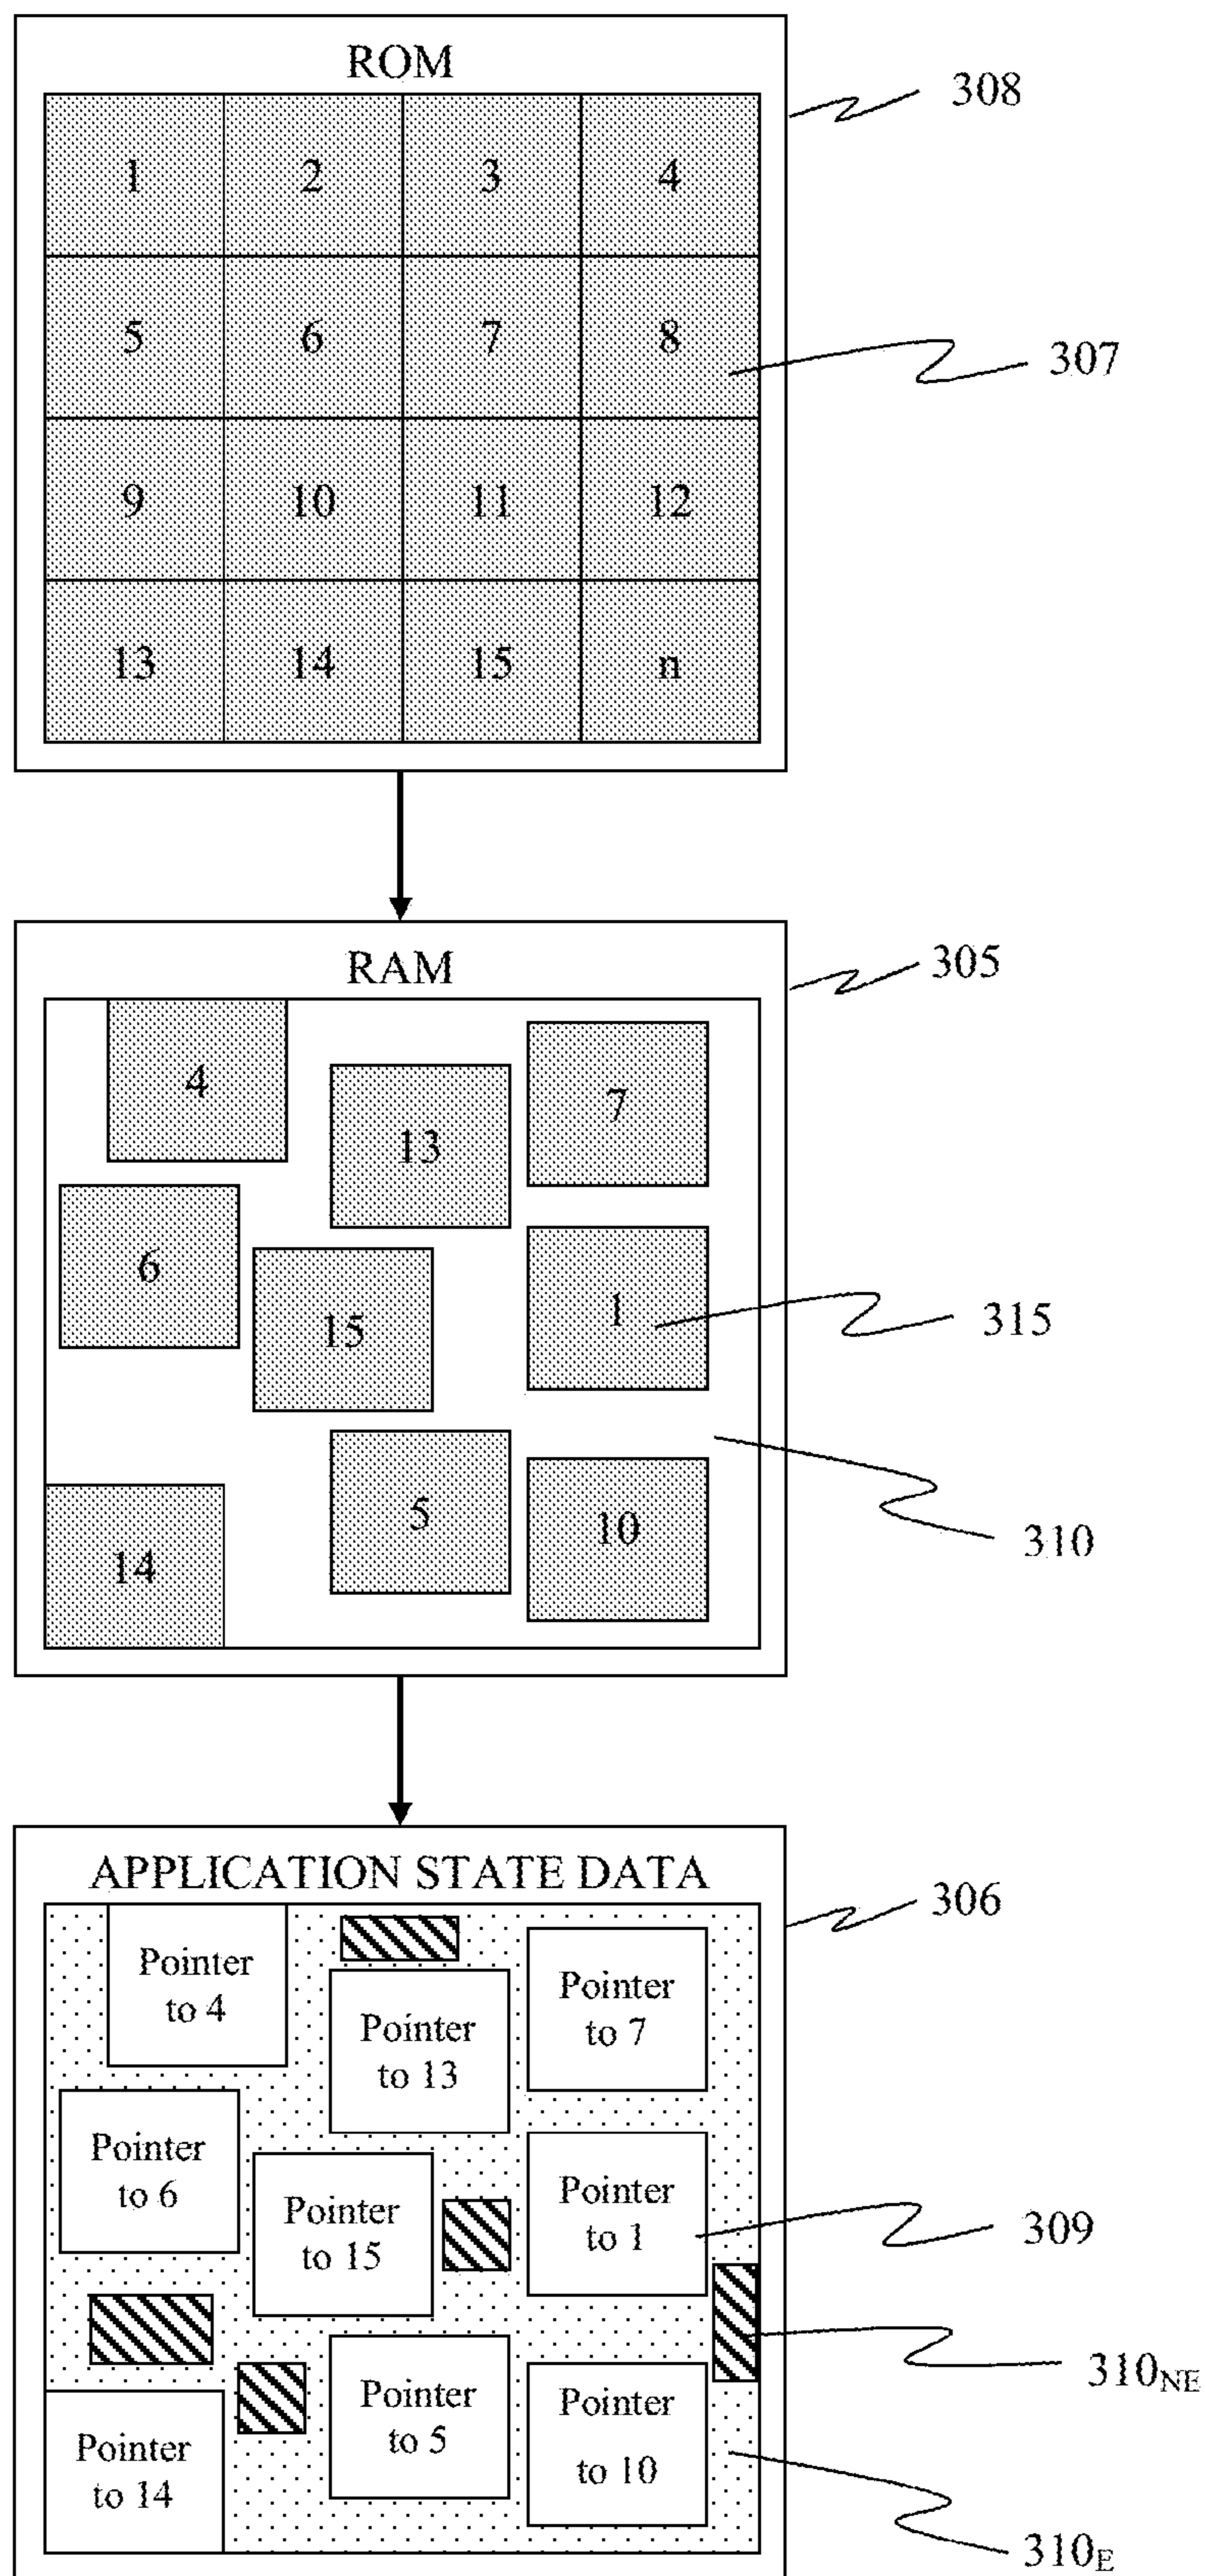 ROM
308
1 2 3 4
5 6 7 8
307
9 10 11 12
13 14 15 n
RAM
305
4
7
13
6
1
15
315
5
10
310
14
APPLICATION STATE DATA
306
Pointer
to 4
Pointer
to 7
Pointer
to 13
Pointer
to 6
Pointer
to 1
Pointer
to 15
309
310NE
Pointer
to 5
Pointer
to 10
Pointer
to 14
310E